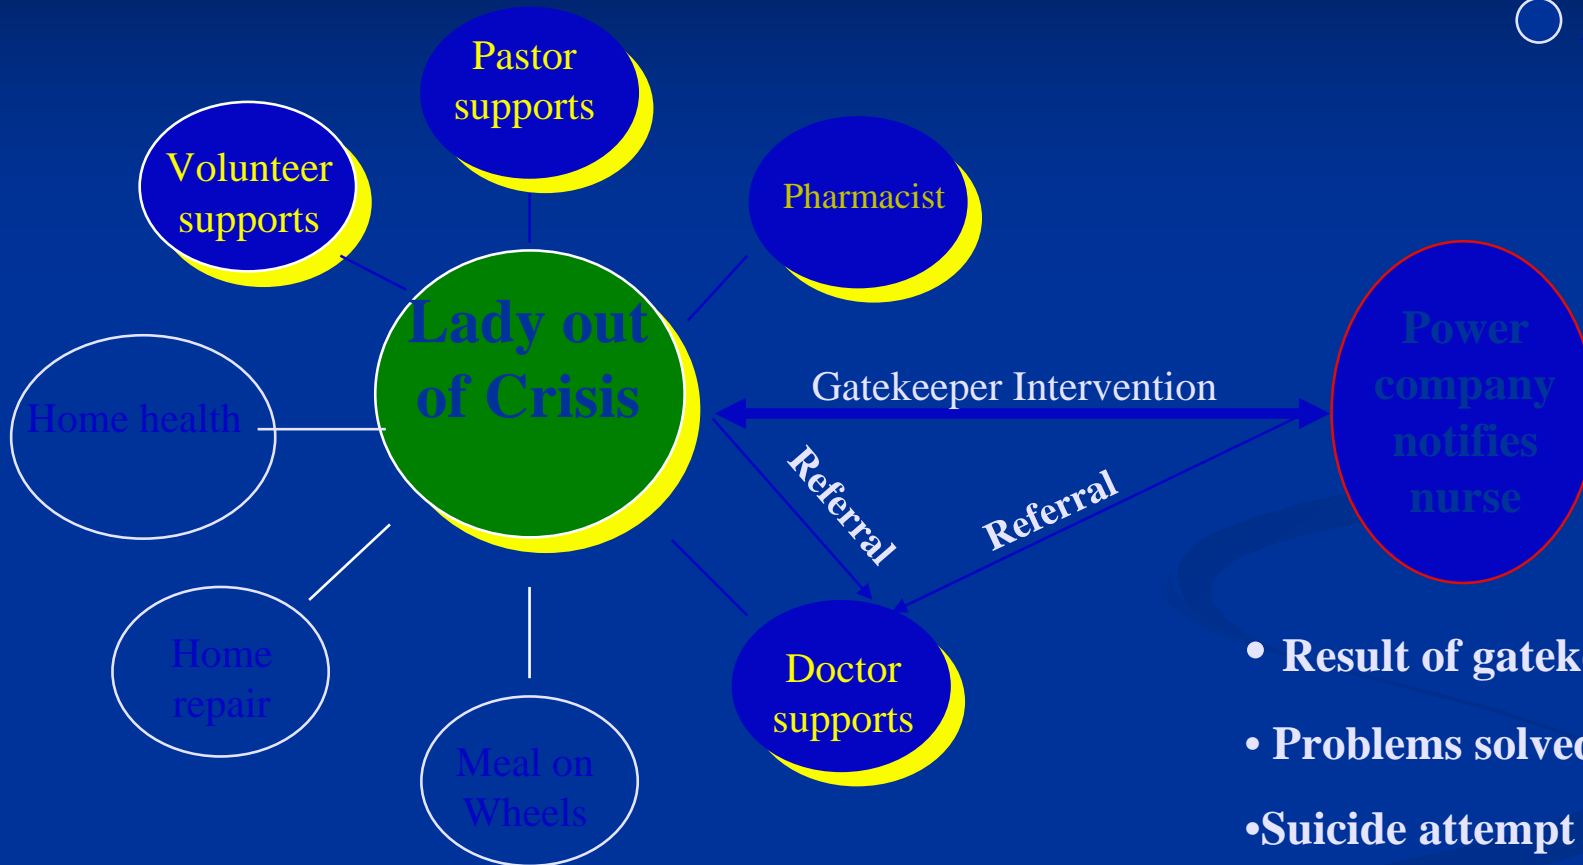 Pastor
supports
Volunteer
supports
Pharmacist
Lady out
of Crisis
Home health
Gatekeeper Intervention
Power
company
notifies
nurse
Referral
Referral
Home
repair
Meal on
Wheels
Doctor
supports
• Result of gatek
• Problems solved
•Suicide attempt